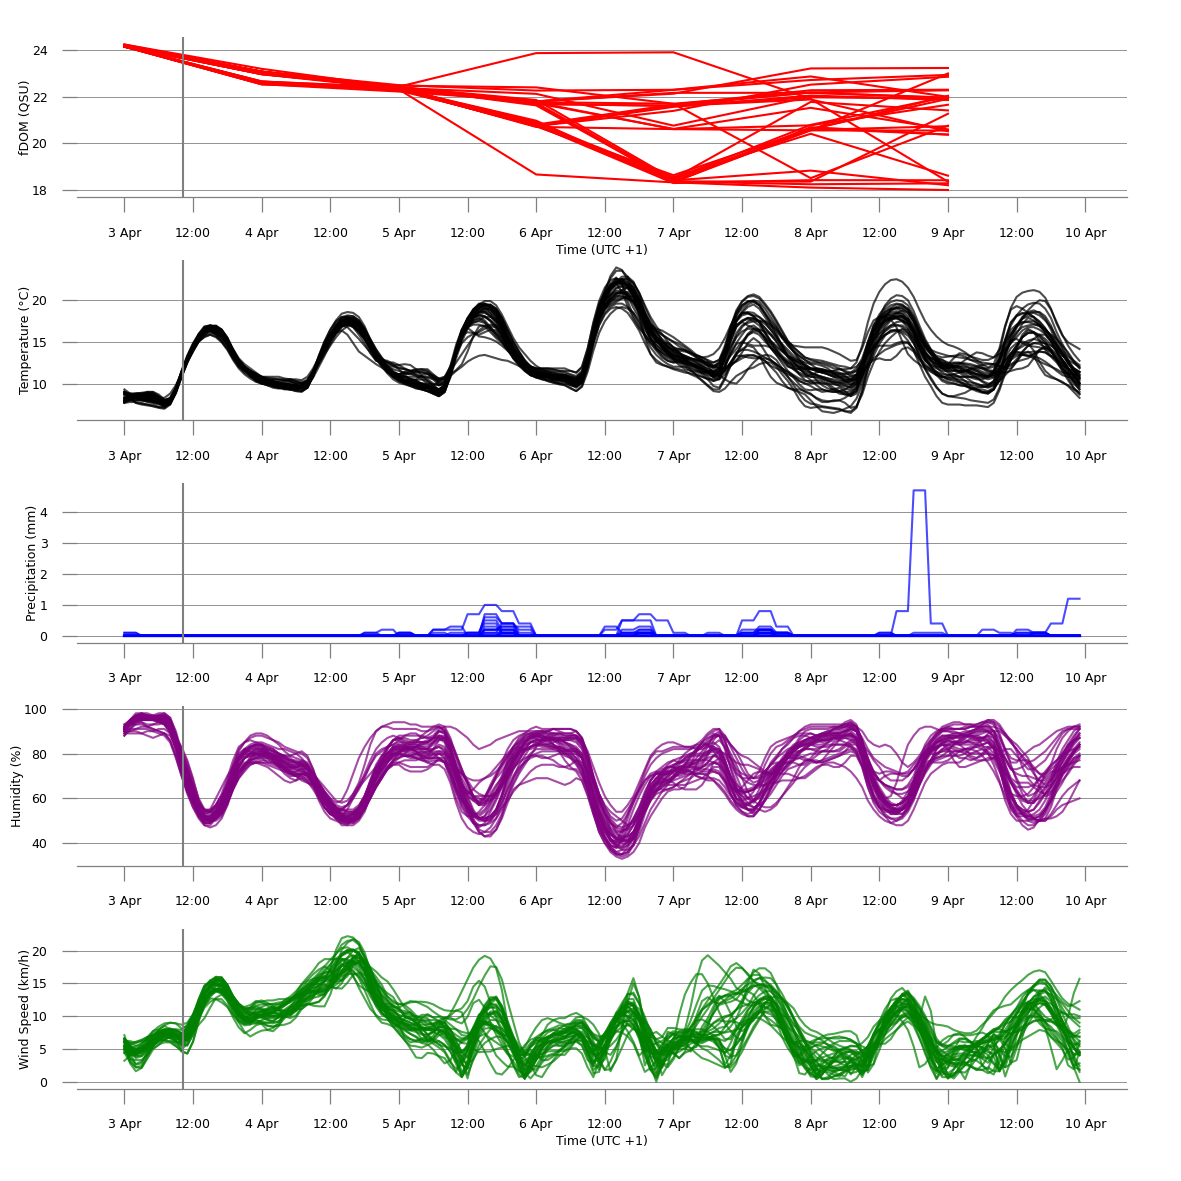 fDOM (QSU)
24
22
20
18
3 Apr 12:00 4 Apr 12:00 5 Apr 12:00 6 Apr 12:00 7 Apr 12:00 8 Apr 12:00 9 Apr 12:00 10 Apr
Time (UTC +1)
Temperature (°C)
20
15
10
3 Apr 12:00 4 Apr 12:00 5 Apr 12:00 6 Apr 12:00 7 Apr 12:00 8 Apr 12:00 9 Apr 12:00 10 Apr
Precipitation (mm)
4
3
2
1
0
3 Apr 12:00 4 Apr 12:00 5 Apr 12:00 6 Apr 12:00 7 Apr 12:00 8 Apr 12:00 9 Apr 12:00 10 Apr
Humidity (%)
100
80
60
40
3 Apr 12:00 4 Apr 12:00 5 Apr 12:00 6 Apr 12:00 7 Apr 12:00 8 Apr 12:00 9 Apr 12:00 10 Apr
Wind Speed (km/h)
20
15
10
5
0
3 Apr 12:00 4 Apr 12:00 5 Apr 12:00 6 Apr 12:00 7 Apr 12:00 8 Apr 12:00 9 Apr 12:00 10 Apr
Time (UTC +1)